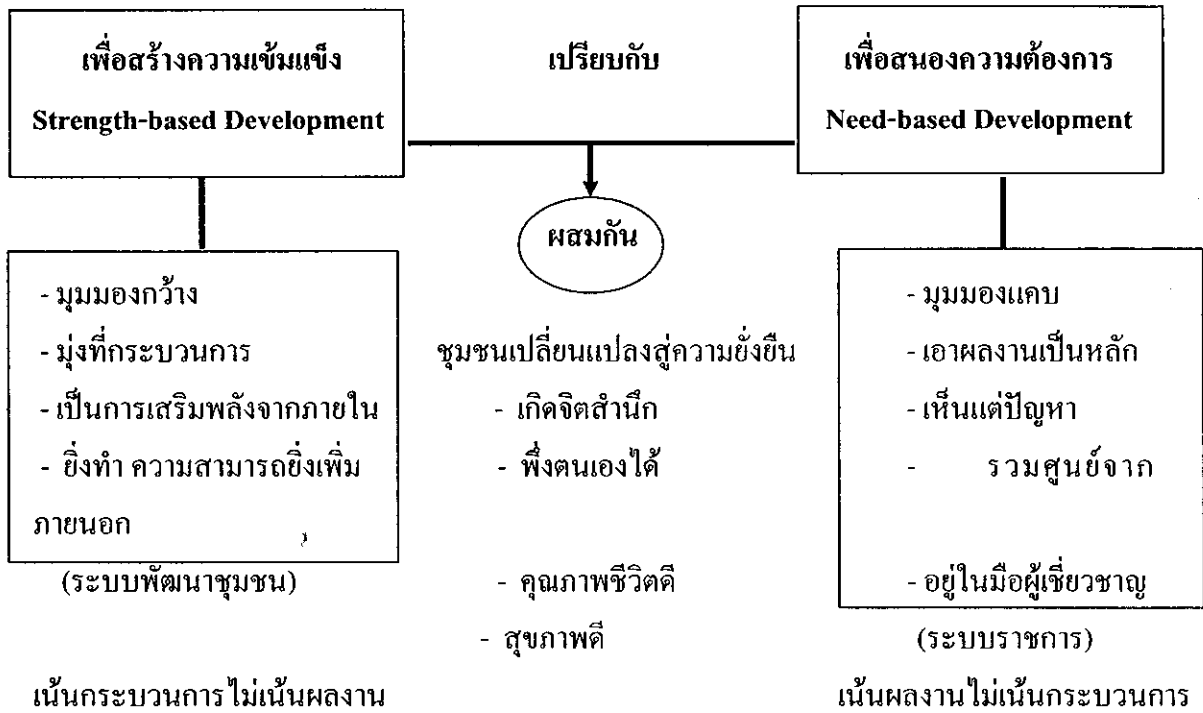 เพื่อสร้างความเข้มแข็ง
Strength-based Development
เปรียบกับ
เพื่อสนองความต้องการ
Need-based Development
ผสมกัน
- มุมมองกว้าง
- มุ่งที่กระบวนการ
- เป็นการเสริมพลังจากภายใน
- ยิ่งทำ ความสามารถยิ่งเพิ่ม
ภายนอก
(ระบบพัฒนาชุมชน)
เน้นกระบวนการไม่เน้นผลงาน
ชุมชนเปลี่ยนแปลงสู่ความยั่งยืน
- เกิดจิตสำนึก
- พึ่งตนเองได้
- คุณภาพชีวิตดี
- สุขภาพดี
- มุมมองแคบ
- เอาผลงานเป็นหลัก
- เห็นแต่ปัญหา
- รวมศูนย์จาก
- อยู่ในมือผู้เชี่ยวชาญ
(ระบบราชการ)
เน้นผลงานไม่เน้นกระบวนการ